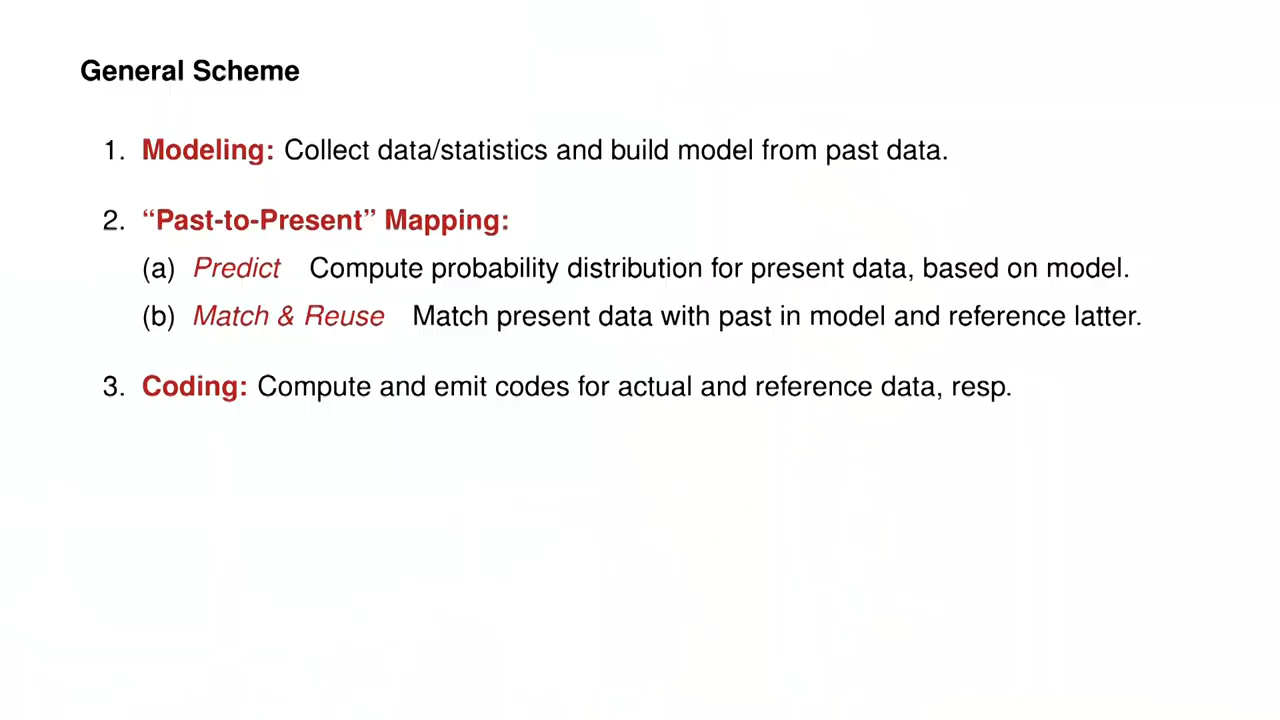 General Scheme
1. Modeling: Collect data/statistics and build model from past data.
2. “Past-to-Present” Mapping:
(a) Predict Compute probability distribution for present data, based on model.
(b) Match & Reuse Match present data with past in model and reference latter.
3. Coding: Compute and emit codes for actual and reference data, resp.